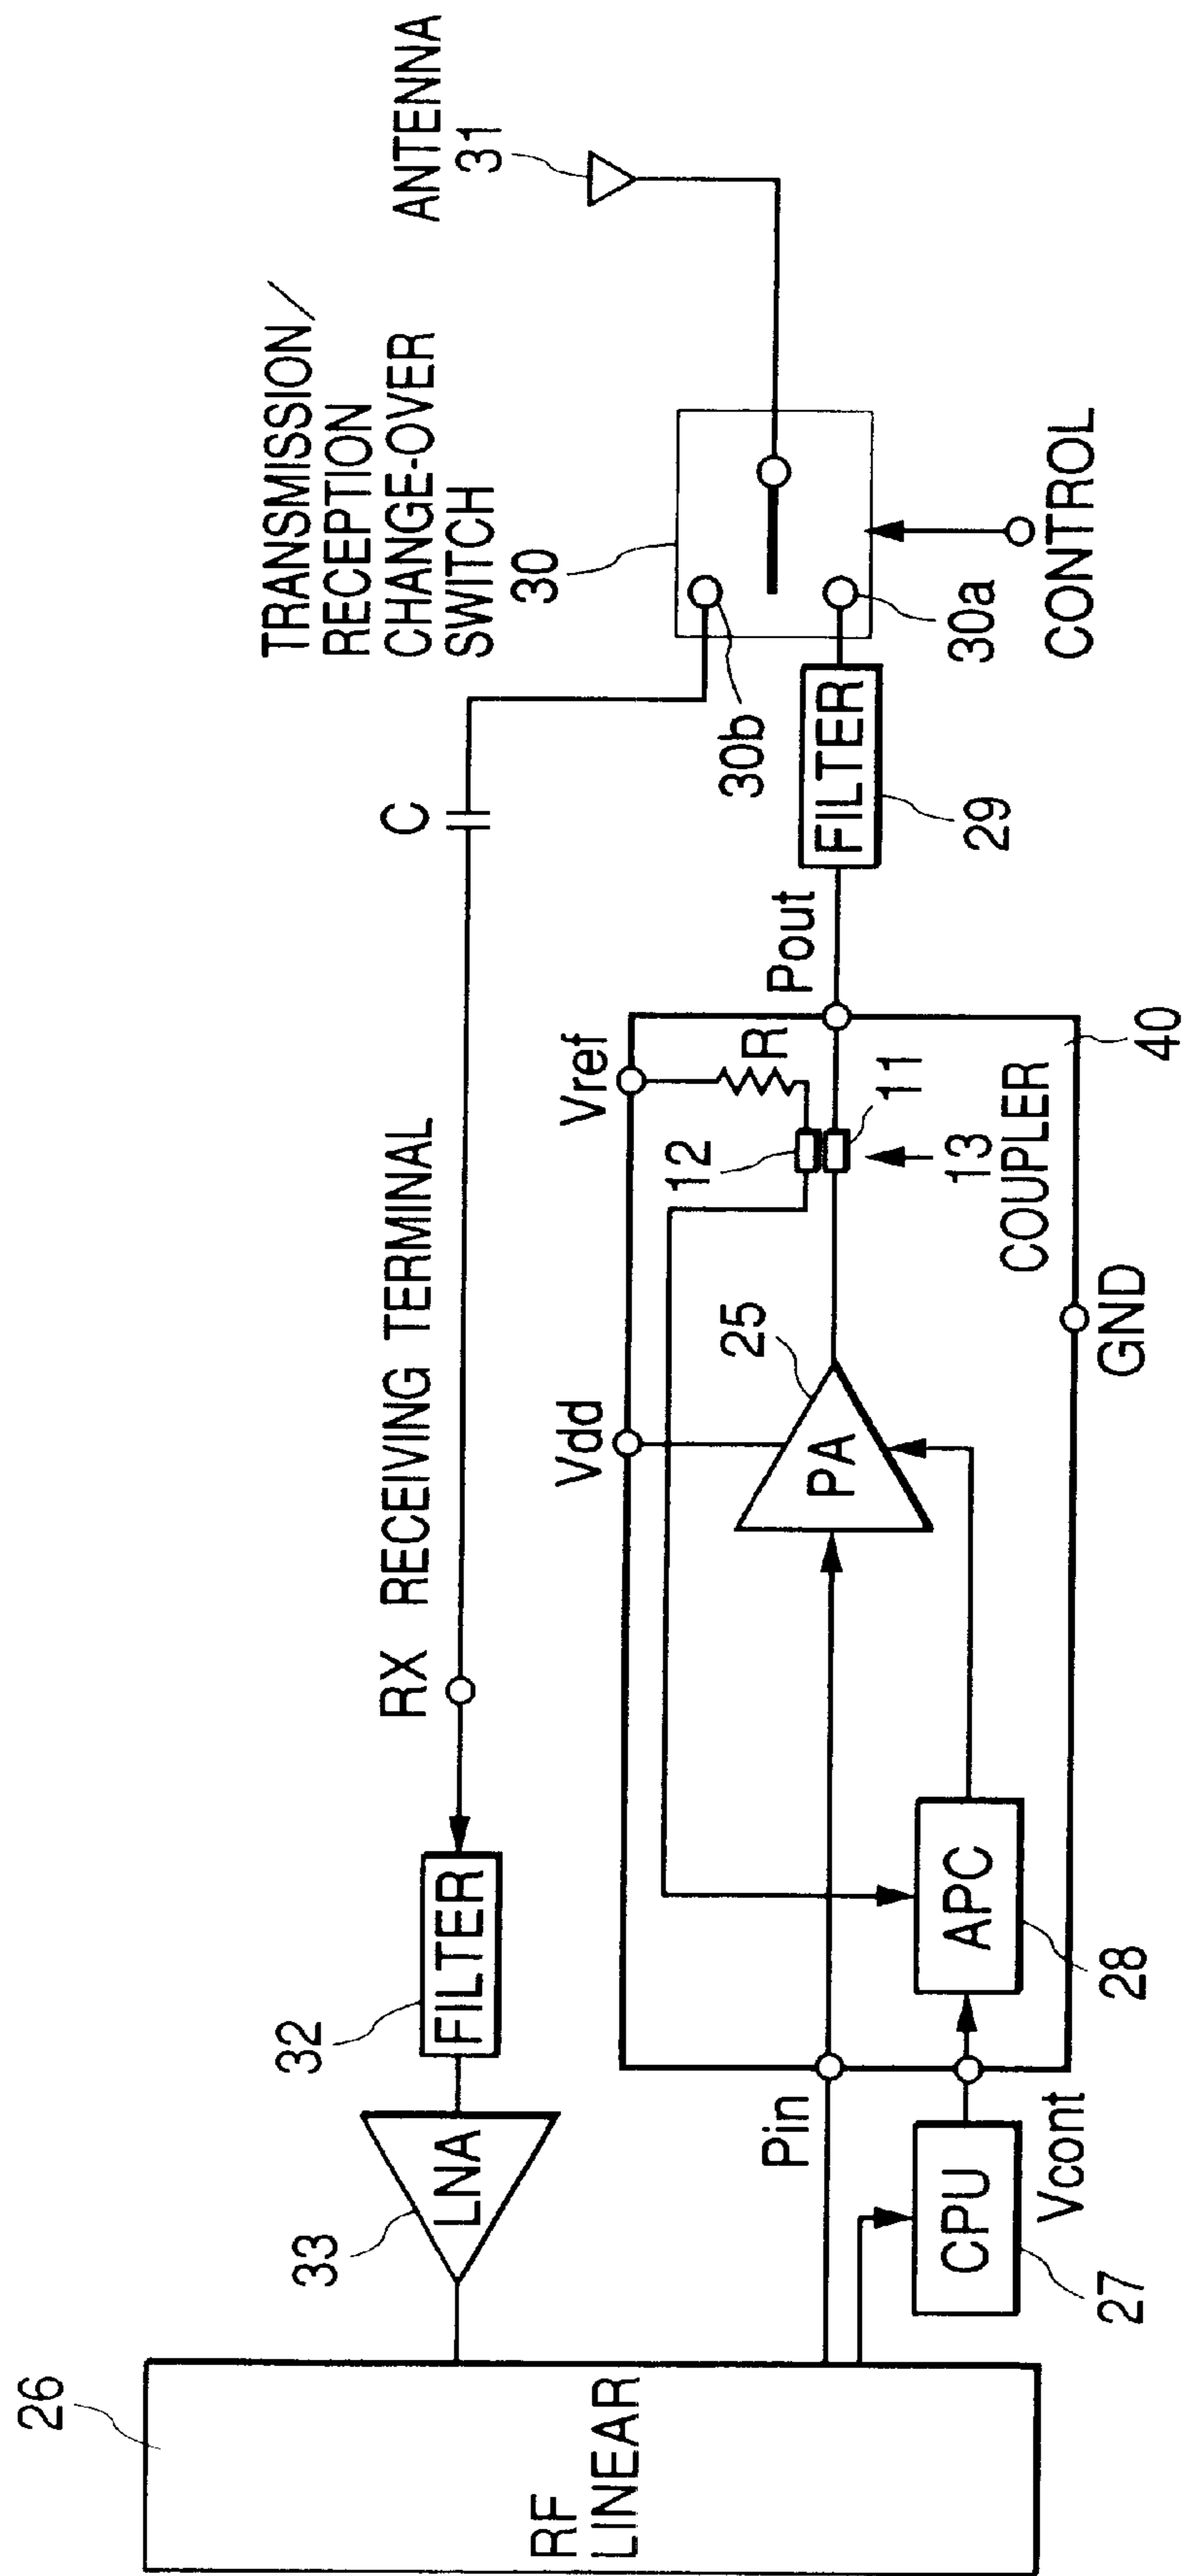 TRANSMISSION/
RECEPTION
CHANGE-OVER
SWITCH
30
ANTENNA
31
26
RF
LINEAR
33
LNA
32
FILTER
RX RECEIVING TERMINAL
C
30b
30a
CONTROL
FILTER
29
Pout
Vref
R
Vdd
12
11
13
COUPLER
25
PA
40
GND
Pin
APC
28
CPU
27
Vcont